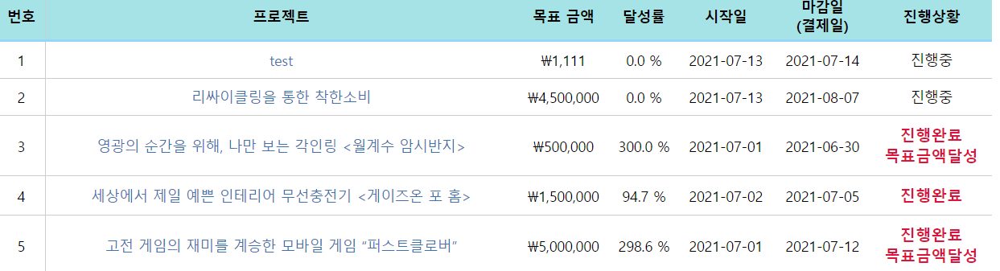 번호 프로젝트 목표 금액 달성률 시작일 마감일 (결제일) 진행상황
1 test ₩1,111 0.0 % 2021-07-13 2021-07-14 진행중
2 리싸이클링을 통한 착한소비 ₩4,500,000 0.0 % 2021-07-13 2021-08-07 진행중
3 영광의 순간을 위해, 나만 보는 각인링 <월계수 암시반지> ₩500,000 300.0 % 2021-07-01 2021-06-30 진행완료 목표금액달성
4 세상에서 제일 예쁜 인테리어 무선충전기 <게이즈온 포 홈> ₩1,500,000 94.7 % 2021-07-02 2021-07-05 진행완료
5 고전 게임의 재미를 계승한 모바일 게임 “퍼스트클로버” ₩5,000,000 298.6 % 2021-07-01 2021-07-12 진행완료 목표금액달성